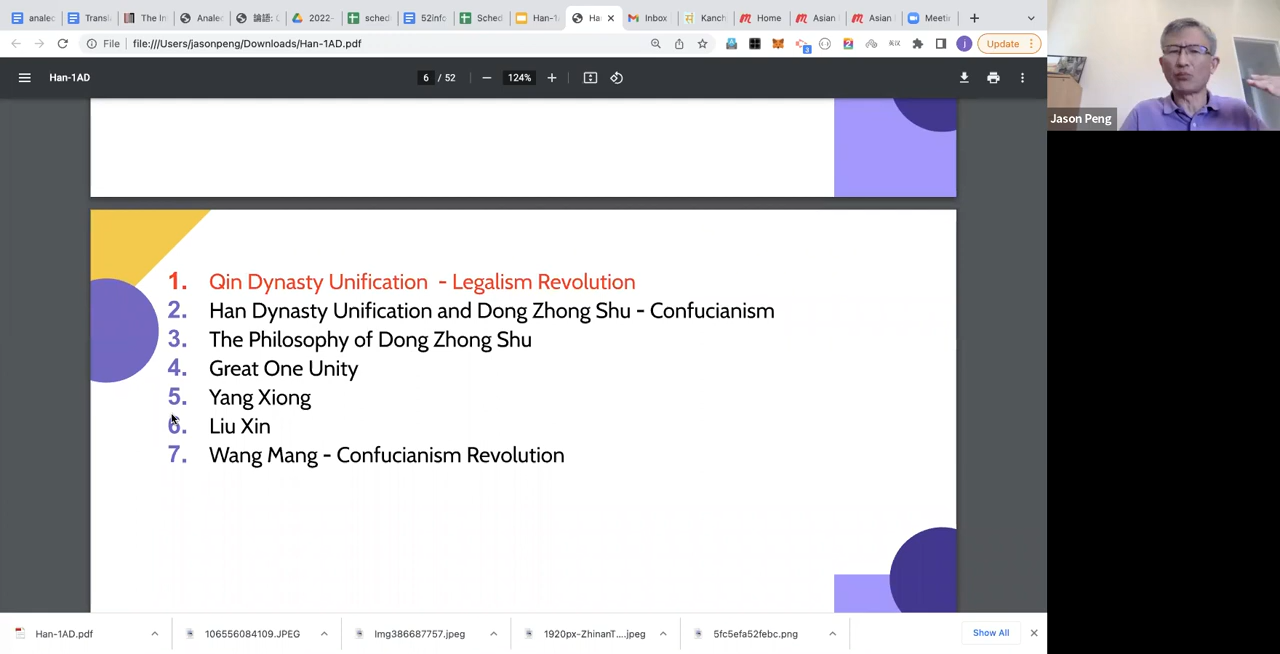 analec
Transl
The In
Analec
論語: (
2022-
sched
52info
Sched
Han-1
Ha
Inbox
Kanch
Home
Asian
Asian
Meeti
File
file:///Users/jasonpeng/Downloads/Han-1AD.pdf
3
2
j
Update
Han-1AD
6 / 52
124%
Jason Peng
1. Qin Dynasty Unification - Legalism Revolution
2. Han Dynasty Unification and Dong Zhong Shu - Confucianism
3. The Philosophy of Dong Zhong Shu
4. Great One Unity
5. Yang Xiong
6. Liu Xin
7. Wang Mang - Confucianism Revolution
Han-1AD.pdf
106556084109.JPEG
Img386687757.jpeg
1920px-ZhinanT....jpeg
5fc5efa52febc.png
Show All